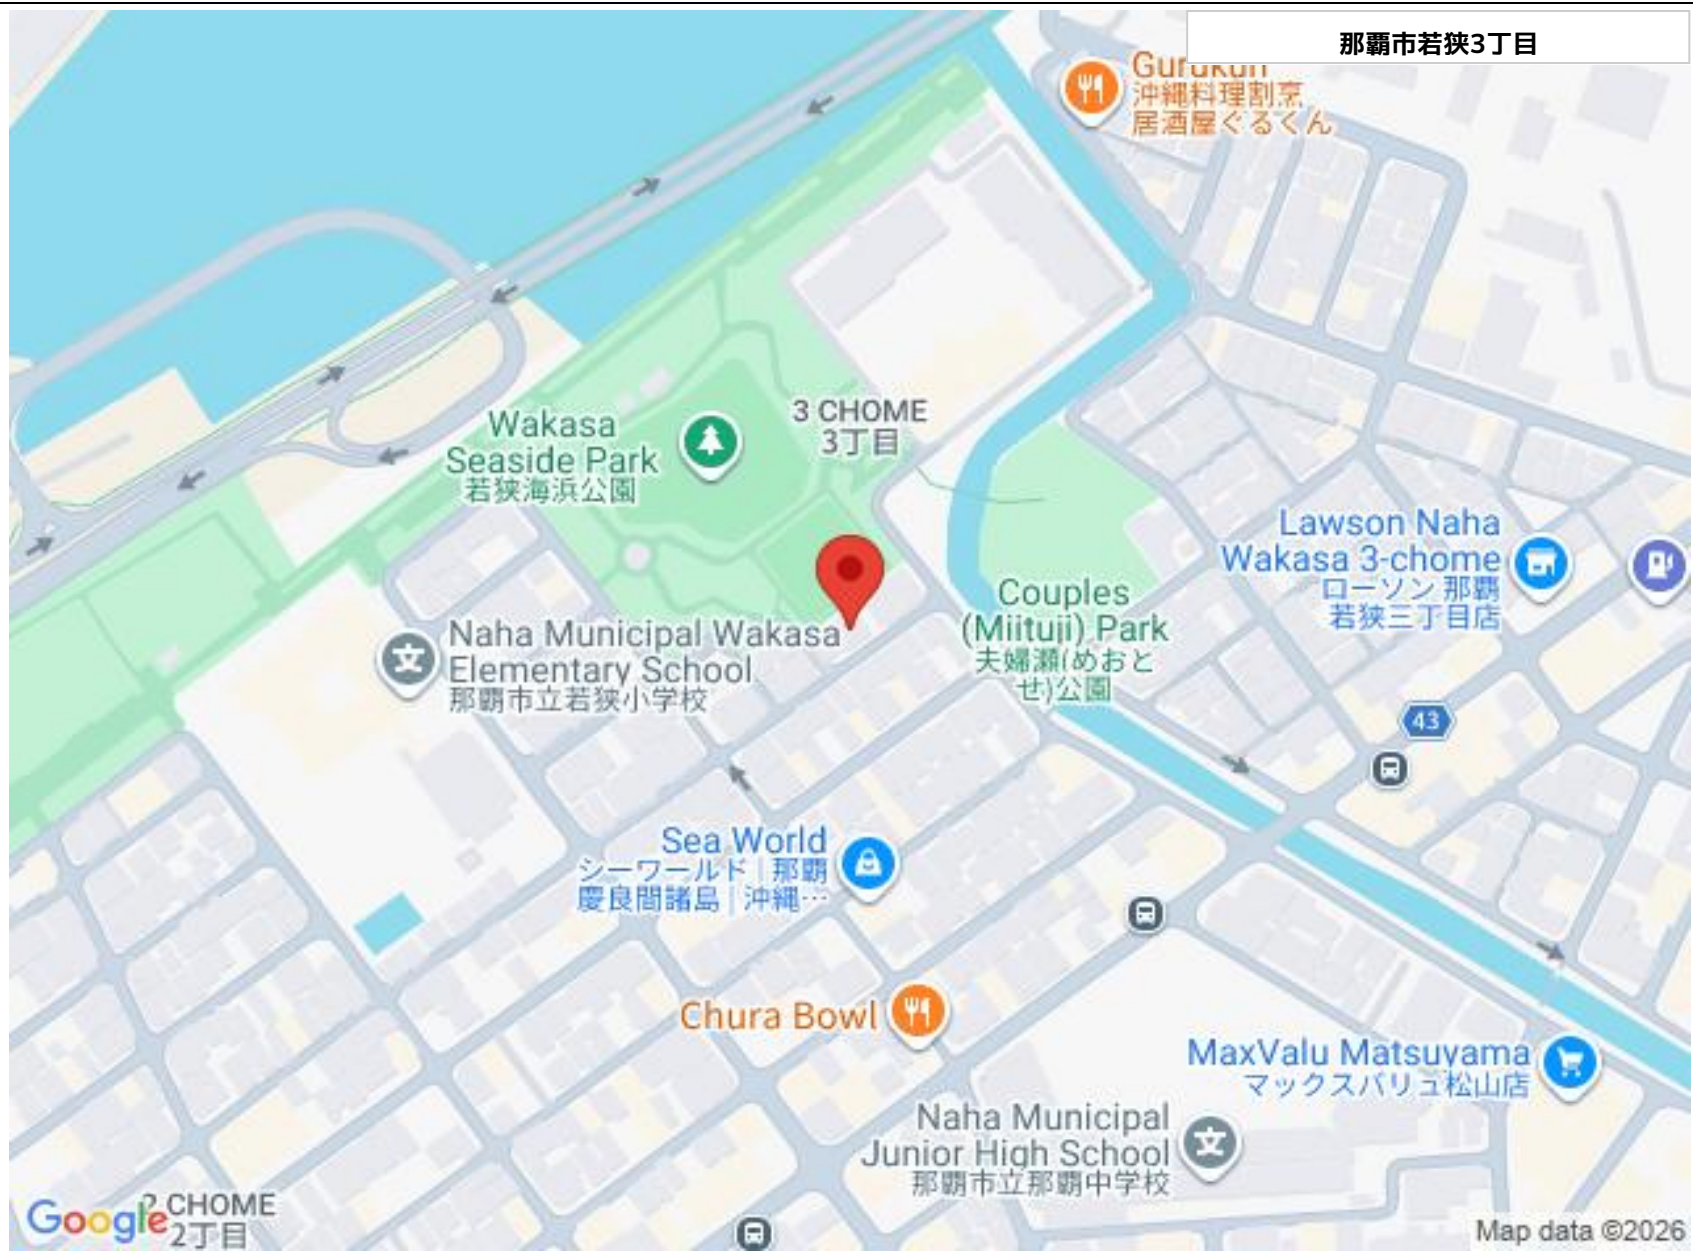 那覇市若狭3丁目
沖縄料理割烹
居酒屋ぐるくん
3 CHOME
3丁目
Wakasa
Seaside Park
若狭海浜公園
Lawson Naha
Wakasa 3-chome
ローソン 那覇
若狭三丁目店
Couples
(Miituji) Park
夫婦瀬(めおと
せ)公園
Naha Municipal Wakasa
Elementary School
那覇市立若狭小学校
43
Sea World
シーワールド | 那覇
慶良間諸島 | 沖縄…
Chura Bowl
MaxValu Matsuyama
マックスバリュ松山店
Naha Municipal
Junior High School
那覇市立那覇中学校
CHOME
2丁目
Google
Map data ©2026